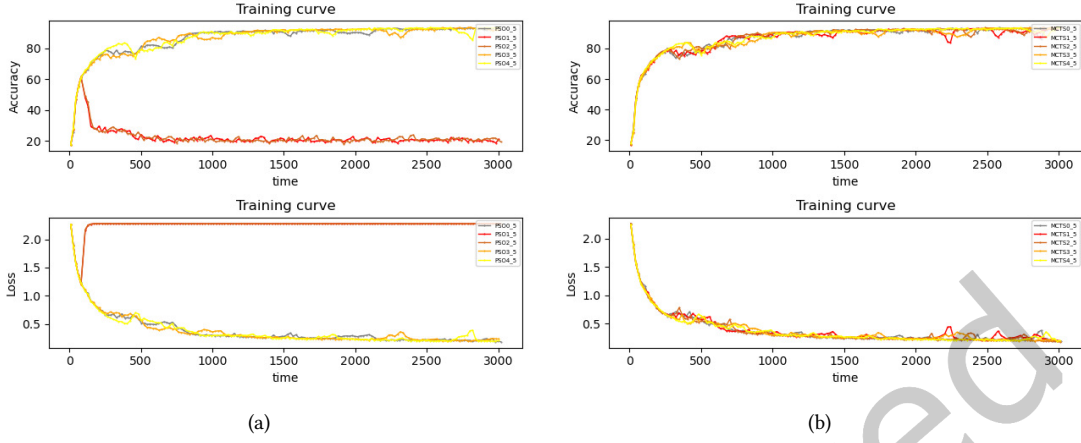 Training curve
Accuracy
80
60
40
20
0
500
1000
1500
2000
2500
3000
time
PSO0_5
PSO1_5
PSO2_5
PSO3_5
PSO4_5
Training curve
Loss
2.0
1.5
1.0
0.5
0
500
1000
1500
2000
2500
3000
time
PSO0_5
PSO1_5
PSO2_5
PSO3_5
PSO4_5
(a)
Training curve
Accuracy
80
60
40
20
0
500
1000
1500
2000
2500
3000
time
MCTS0_5
MCTS1_5
MCTS2_5
MCTS3_5
MCTS4_5
Training curve
Loss
2.0
1.5
1.0
0.5
0
500
1000
1500
2000
2500
3000
time
MCTS0_5
MCTS1_5
MCTS2_5
MCTS3_5
MCTS4_5
(b)
ed